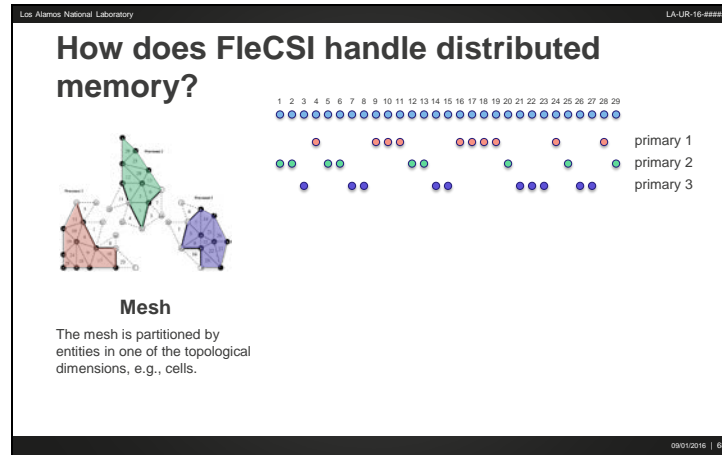 Los Alamos National Laboratory
LA-UR-16-####
How does FleCSI handle distributed
memory?
1 2 3 4 5 6 7 8 9 10 11 12 13 14 15 16 17 18 19 20 21 22 23 24 25 26 27 28 29
primary 1
primary 2
primary 3
Mesh
The mesh is partitioned by
entities in one of the topological
dimensions, e.g., cells.
09/01/2016 | 6